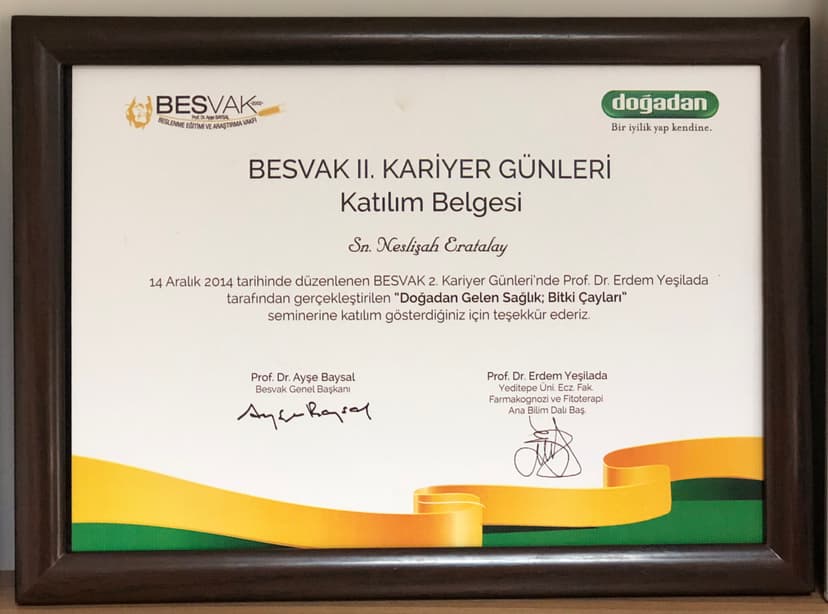 BESVAK 2002
Prof. Dr. Ayşe BAYSAL
BESLENME EĞİTİMİ VE ARAŞTIRMA VAKFI
doğadan
Bir iyilik yap kendine.
BESVAK II. KARİYER GÜNLERİ
Katılım Belgesi
Sn. Neslişah Eratalay
14 Aralık 2014 tarihinde düzenlenen BESVAK 2. Kariyer Günleri'nde Prof. Dr. Erdem Yeşilada
tarafından gerçekleştirilen "Doğadan Gelen Sağlık; Bitki Çayları"
seminerine katılım gösterdiğiniz için teşekkür ederiz.
Prof. Dr. Ayşe Baysal
Besvak Genel Başkanı
Ayşe Baysal
Prof. Dr. Erdem Yeşilada
Yeditepe Üni. Ecz. Fak.
Farmakognozi ve Fitoterapi
Ana Bilim Dalı Baş.